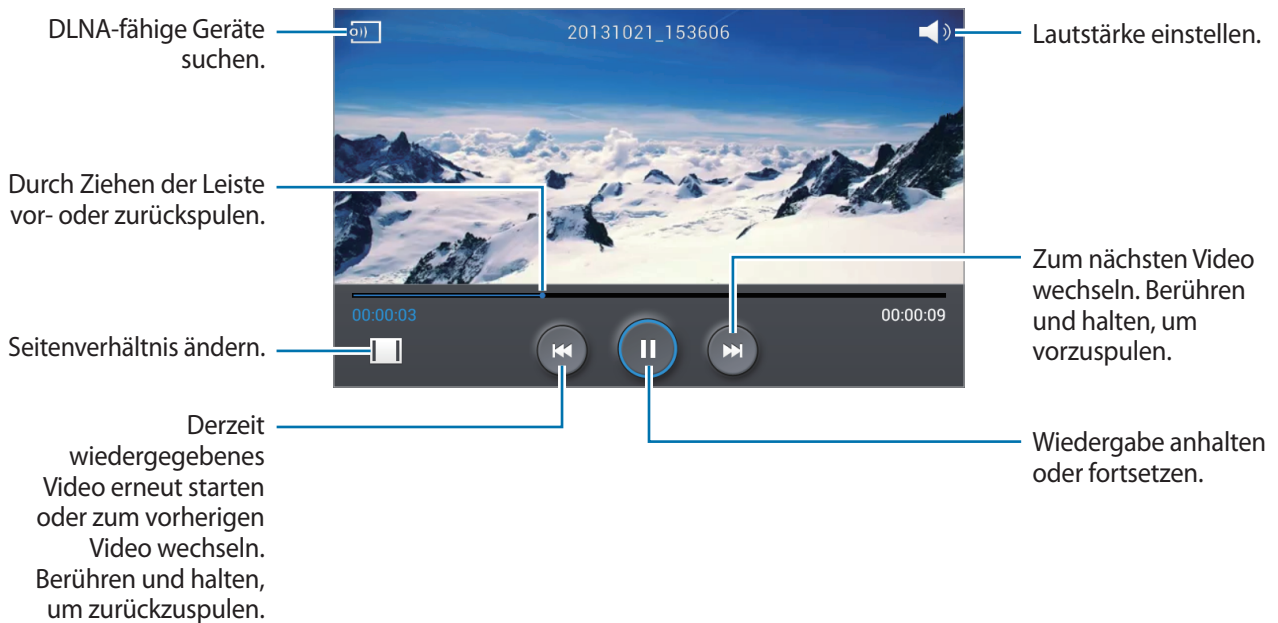 DLNA-fähige Geräte
suchen.
20131021_153606
Lautstärke einstellen.
Durch Ziehen der Leiste
vor- oder zurückspulen.
Zum nächsten Video
wechseln. Berühren
und halten, um
vorzuspulen.
00:00:03
00:00:09
Seitenverhältnis ändern.
Derzeit
wiedergegebenes
Video erneut starten
oder zum vorherigen
Video wechseln.
Berühren und halten,
um zurückzuspulen.
Wiedergabe anhalten
oder fortsetzen.